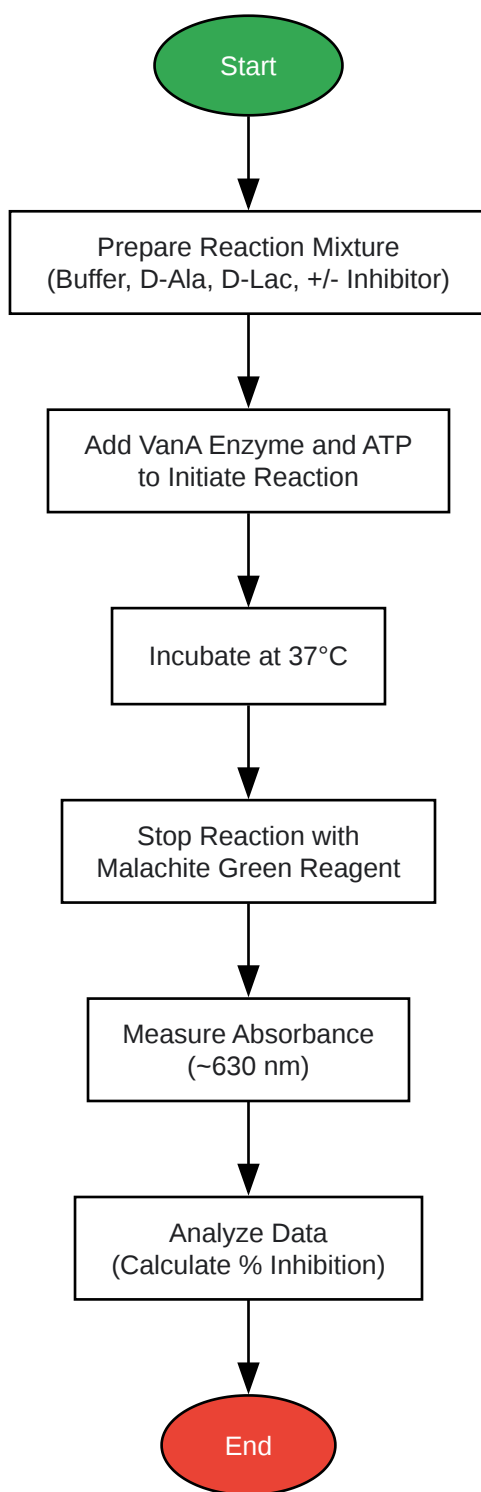 Start
Prepare Reaction Mixture
(Buffer, D-Ala, D-Lac, +/- Inhibitor)
Add VanA Enzyme and ATP
to Initiate Reaction
Incubate at 37°C
Stop Reaction with
Malachite Green Reagent
Measure Absorbance
(~630 nm)
Analyze Data
(Calculate % Inhibition)
End